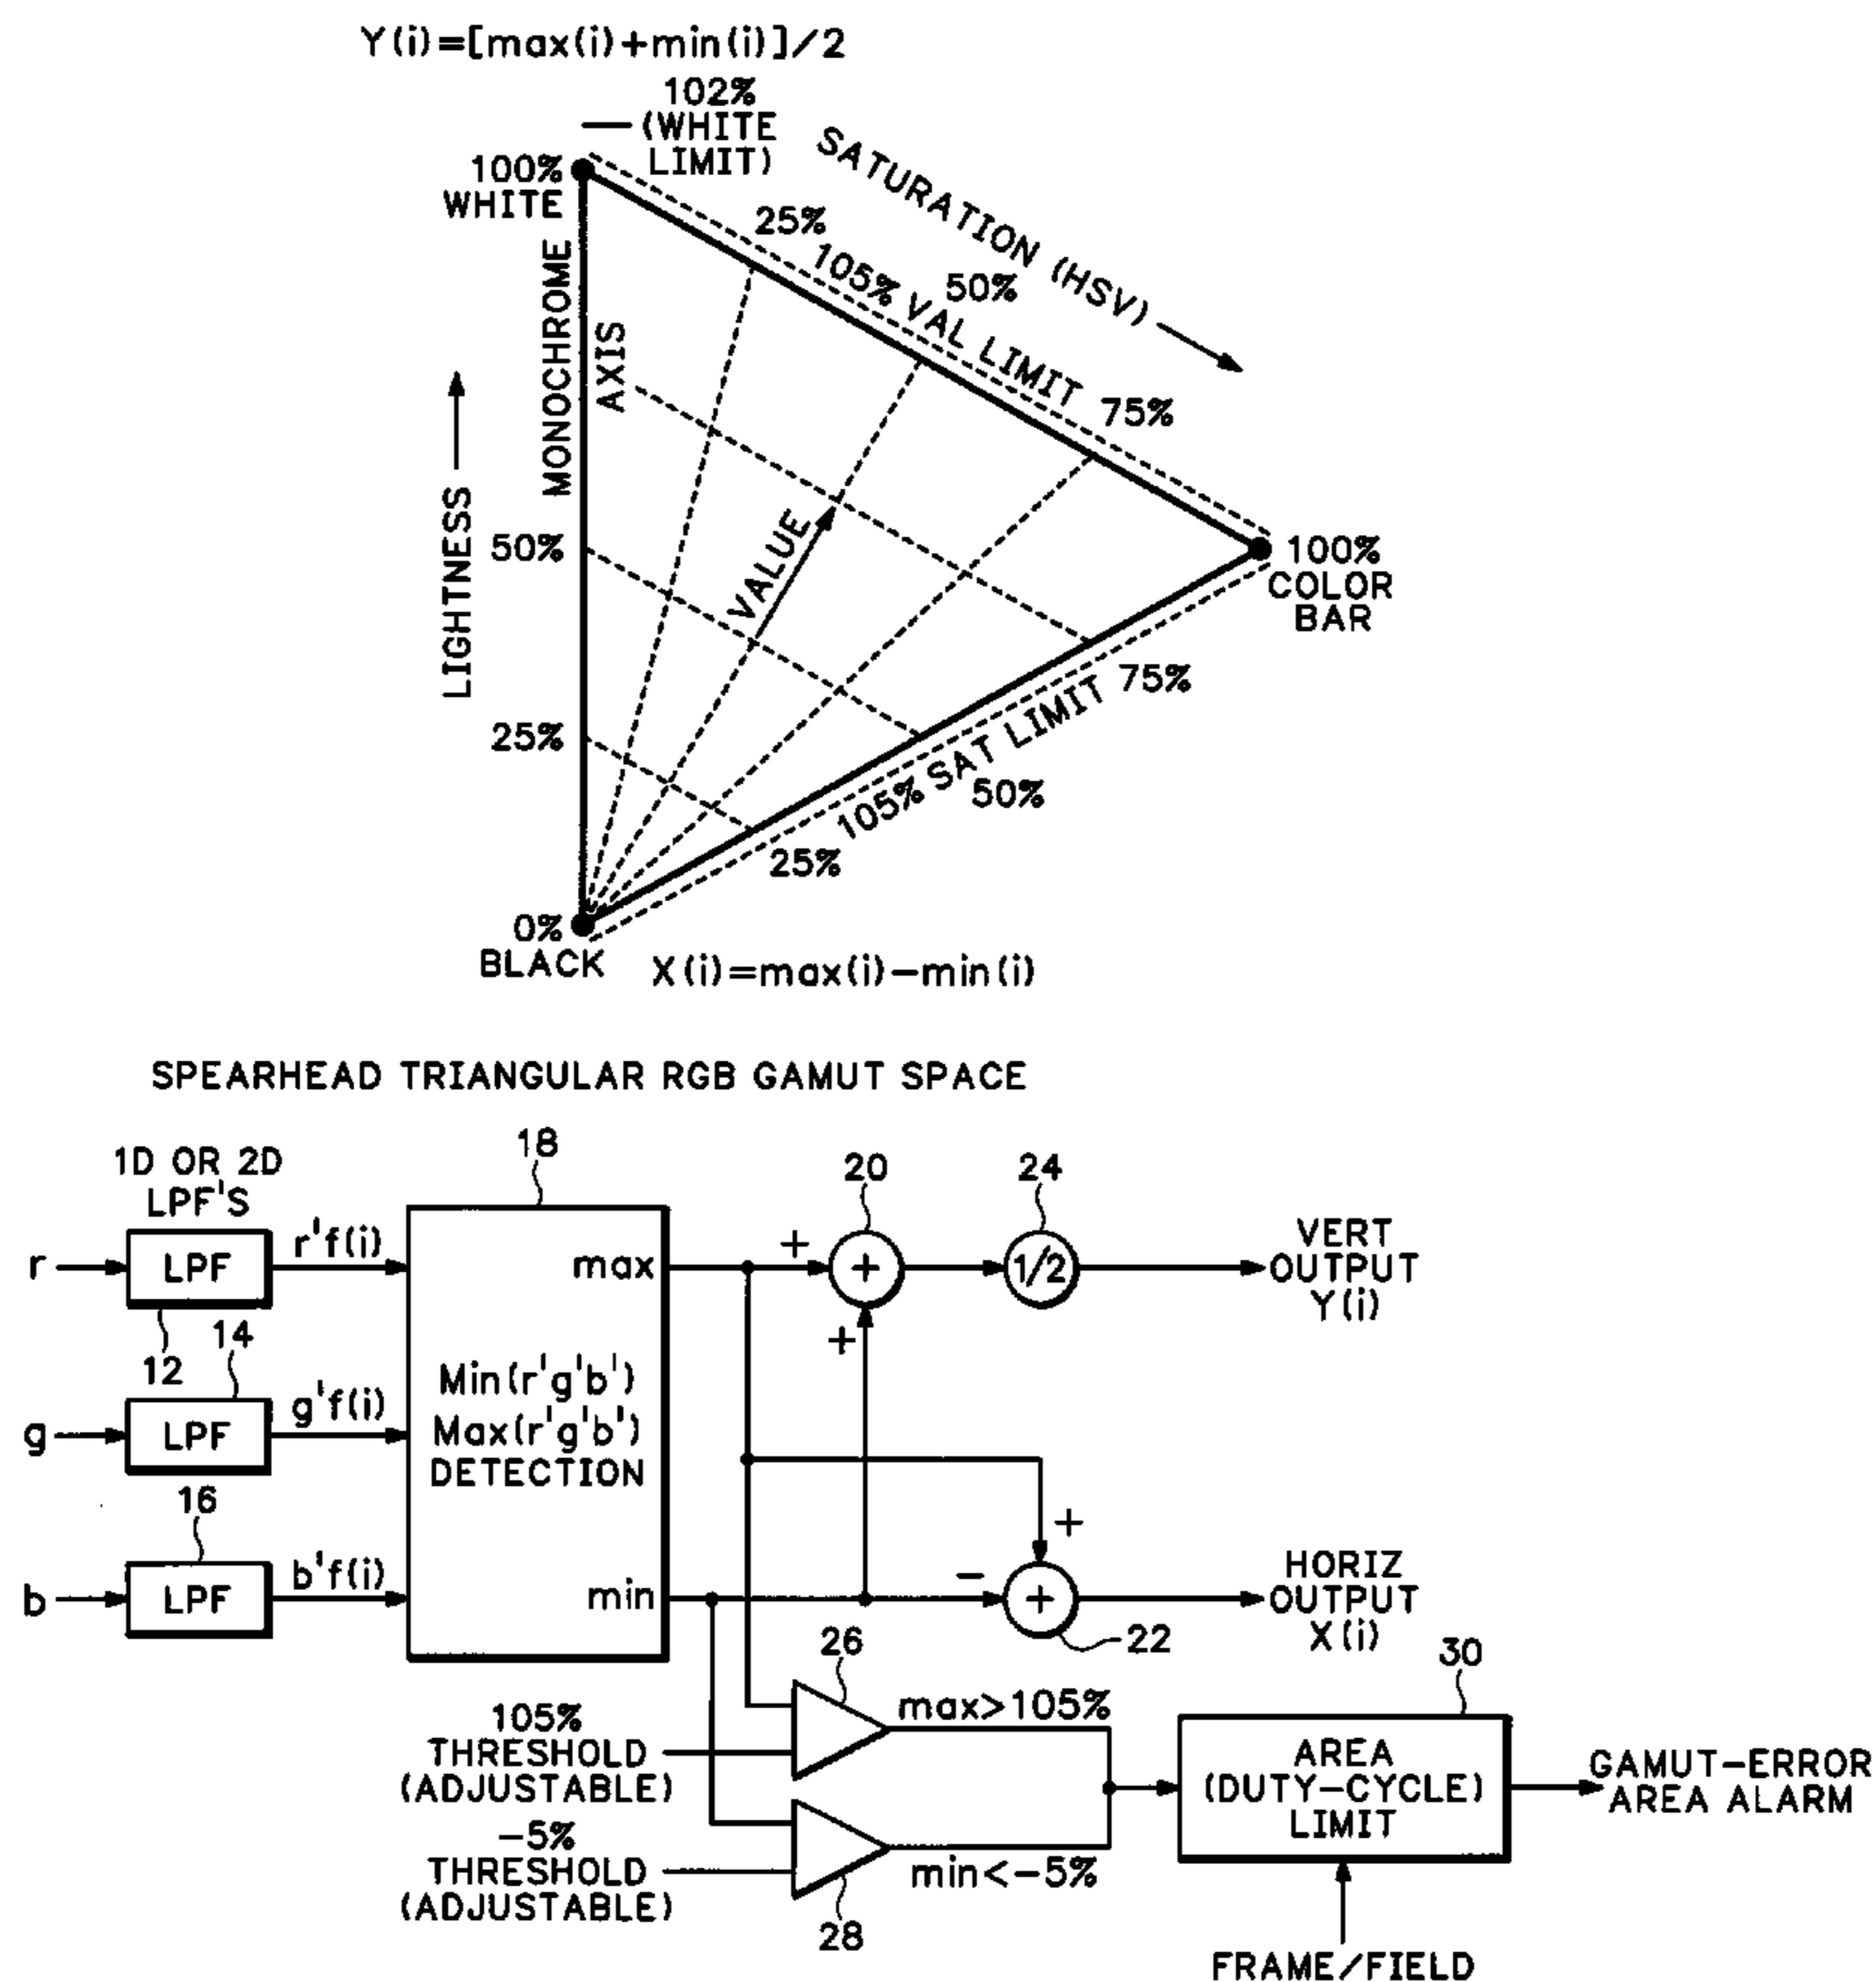 Y(i)=[max(i)+min(i)]/2
102%
(WHITE
LIMIT)
100%
WHITE
SATURATION (HSV)
25%
105% VAL LIMIT
50%
75%
MONOCHROME
AXIS
LIGHTNESS
50%
VALUE
100%
COLOR
BAR
25%
75%
105% SAT LIMIT
50%
25%
0%
BLACK
X(i)=max(i)-min(i)
SPEARHEAD TRIANGULAR RGB GAMUT SPACE
1D OR 2D
LPF'S
18
20
24
r
LPF
r'f(i)
max
+
+
1/2
VERT
OUTPUT
Y(i)
12
14
+
Min(r'g'b')
Max(r'g'b')
DETECTION
g
LPF
g'f(i)
16
+
b
LPF
b'f(i)
min
-
+
HORIZ
OUTPUT
X(i)
22
26
30
105%
THRESHOLD
(ADJUSTABLE)
max>105%
AREA
(DUTY-CYCLE)
LIMIT
GAMUT-ERROR
AREA ALARM
-5%
THRESHOLD
(ADJUSTABLE)
min<-5%
28
FRAME/FIELD